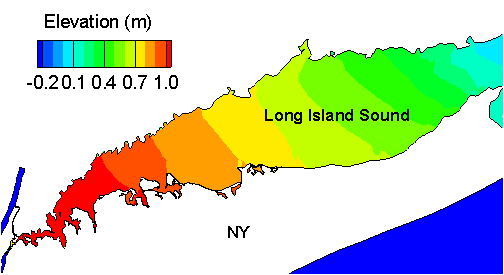 Elevation (m)
-0.2 0.1 0.4 0.7 1.0
Long Island Sound
NY